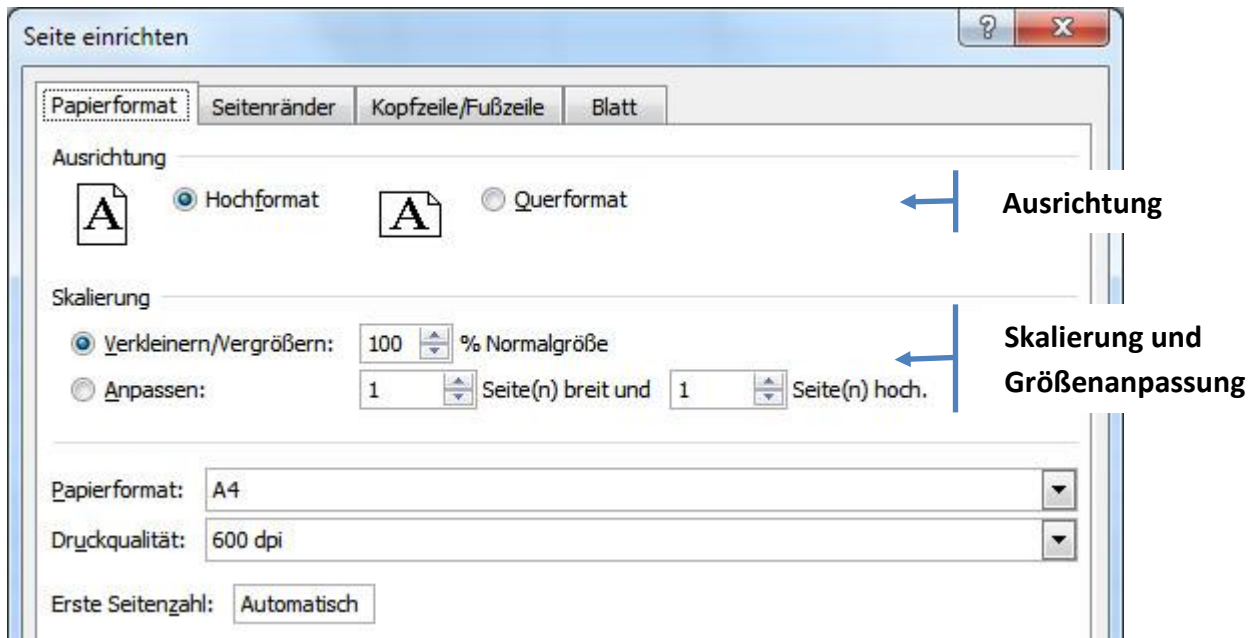 Seite einrichten
Papierformat Seitenränder Kopfzeile/Fußzeile Blatt
Ausrichtung
A Hochformat A Querformat
Ausrichtung
Skalierung
Verkleinern/Vergrößern: 100 % Normalgröße
Anpassen: 1 Seite(n) breit und 1 Seite(n) hoch.
Skalierung und
Größenanpassung
Papierformat: A4
Druckqualität: 600 dpi
Erste Seitenzahl: Automatisch